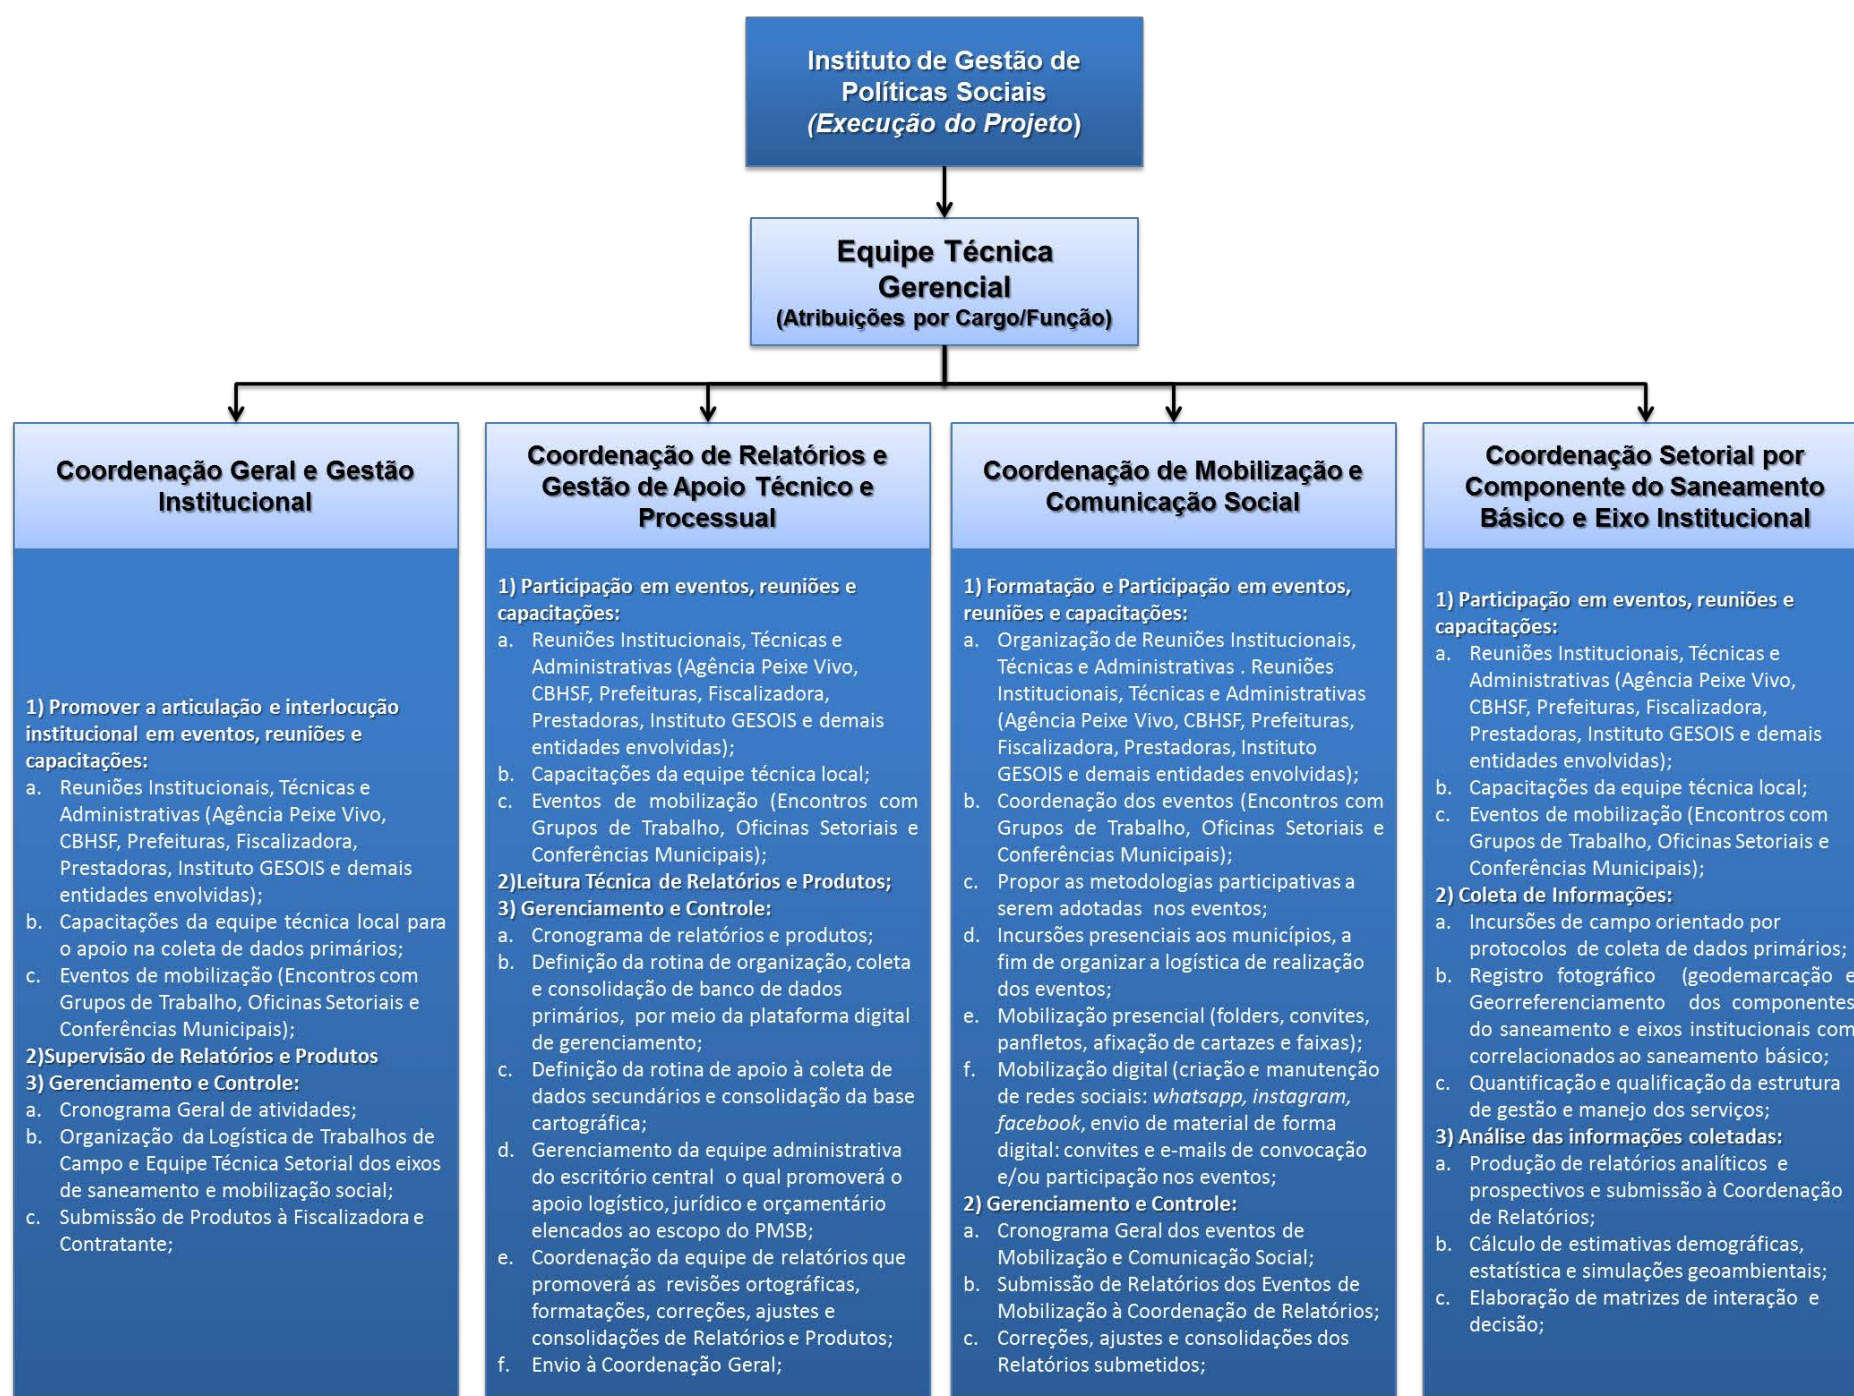 Instituto de Gestão de
Políticas Sociais
(Execução do Projeto)
Equipe Técnica
Gerencial
(Atribuições por Cargo/Função)
Coordenação Geral e Gestão
Institucional
1) Promover a articulação e interlocução
institucional em eventos, reuniões e
capacitações:
a. Reuniões Institucionais, Técnicas e
Administrativas (Agência Peixe Vivo,
CBHSF, Prefeituras, Fiscalizadora,
Prestadoras, Instituto GESOIS e demais
entidades envolvidas);
b. Capacitações da equipe técnica local para
o apoio na coleta de dados primários;
c. Eventos de mobilização (Encontros com
Grupos de Trabalho, Oficinas Setoriais e
Conferências Municipais);
2)Supervisão de Relatórios e Produtos
3) Gerenciamento e Controle:
a. Cronograma Geral de atividades;
b. Organização da Logística de Trabalhos de
Campo e Equipe Técnica Setorial dos eixos
de saneamento e mobilização social;
c. Submissão de Produtos à Fiscalizadora e
Contratante;
Coordenação de Relatórios e
Gestão de Apoio Técnico e
Processual
1) Participação em eventos, reuniões e
capacitações:
a. Reuniões Institucionais, Técnicas e
Administrativas (Agência Peixe Vivo,
CBHSF, Prefeituras, Fiscalizadora,
Prestadoras, Instituto GESOIS e demais
entidades envolvidas);
b. Capacitações da equipe técnica local;
c. Eventos de mobilização (Encontros com
Grupos de Trabalho, Oficinas Setoriais e
Conferências Municipais);
2)Leitura Técnica de Relatórios e Produtos;
3) Gerenciamento e Controle:
a. Cronograma de relatórios e produtos;
b. Definição da rotina de organização, coleta
e consolidação de banco de dados
primários, por meio da plataforma digital
de gerenciamento;
c. Definição da rotina de apoio à coleta de
dados secundários e consolidação da base
cartográfica;
d. Gerenciamento da equipe administrativa
do escritório central o qual promoverá o
apoio logístico, jurídico e orçamentário
elencados ao escopo do PMSB;
e. Coordenação da equipe de relatórios que
promoverá as revisões ortográficas,
formatações, correções, ajustes e
consolidações de Relatórios e Produtos;
f. Envio à Coordenação Geral;
Coordenação de Mobilização e
Comunicação Social
1) Formatação e Participação em eventos,
reuniões e capacitações:
a. Organização de Reuniões Institucionais,
Técnicas e Administrativas . Reuniões
Institucionais, Técnicas e Administrativas
(Agência Peixe Vivo, CBHSF, Prefeituras,
Fiscalizadora, Prestadoras, Instituto
GESOIS e demais entidades envolvidas);
b. Coordenação dos eventos (Encontros com
Grupos de Trabalho, Oficinas Setoriais e
Conferências Municipais);
c. Propor as metodologias participativas a
serem adotadas nos eventos;
d. Incursões presenciais aos municípios, a
fim de organizar a logística de realização
dos eventos;
e. Mobilização presencial (folders, convites,
panfletos, afixação de cartazes e faixas);
f. Mobilização digital (criação e manutenção
de redes sociais: whatsapp, instagram,
facebook, envio de material de forma
digital: convites e e-mails de convocação
e/ou participação nos eventos;
2) Gerenciamento e Controle:
a. Cronograma Geral dos eventos de
Mobilização e Comunicação Social;
b. Submissão de Relatórios dos Eventos de
Mobilização à Coordenação de Relatórios;
c. Correções, ajustes e consolidações dos
Relatórios submetidos;
Coordenação Setorial por
Componente do Saneamento
Básico e Eixo Institucional
1) Participação em eventos, reuniões e
capacitações:
a. Reuniões Institucionais, Técnicas e
Administrativas (Agência Peixe Vivo,
CBHSF, Prefeituras, Fiscalizadora,
Prestadoras, Instituto GESOIS e demais
entidades envolvidas);
b. Capacitações da equipe técnica local;
c. Eventos de mobilização (Encontros com
Grupos de Trabalho, Oficinas Setoriais e
Conferências Municipais);
2) Coleta de Informações:
a. Incursões de campo orientado por
protocolos de coleta de dados primários;
b. Registro fotográfico (geodemarcação e
Georreferenciamento dos componentes
do saneamento e eixos institucionais com
correlacionados ao saneamento básico;
c. Quantificação e qualificação da estrutura
de gestão e manejo dos serviços;
3) Análise das informações coletadas:
a. Produção de relatórios analíticos e
prospectivos e submissão à Coordenação
de Relatórios;
b. Cálculo de estimativas demográficas,
estatística e simulações geoambientais;
c. Elaboração de matrizes de interação e
decisão;